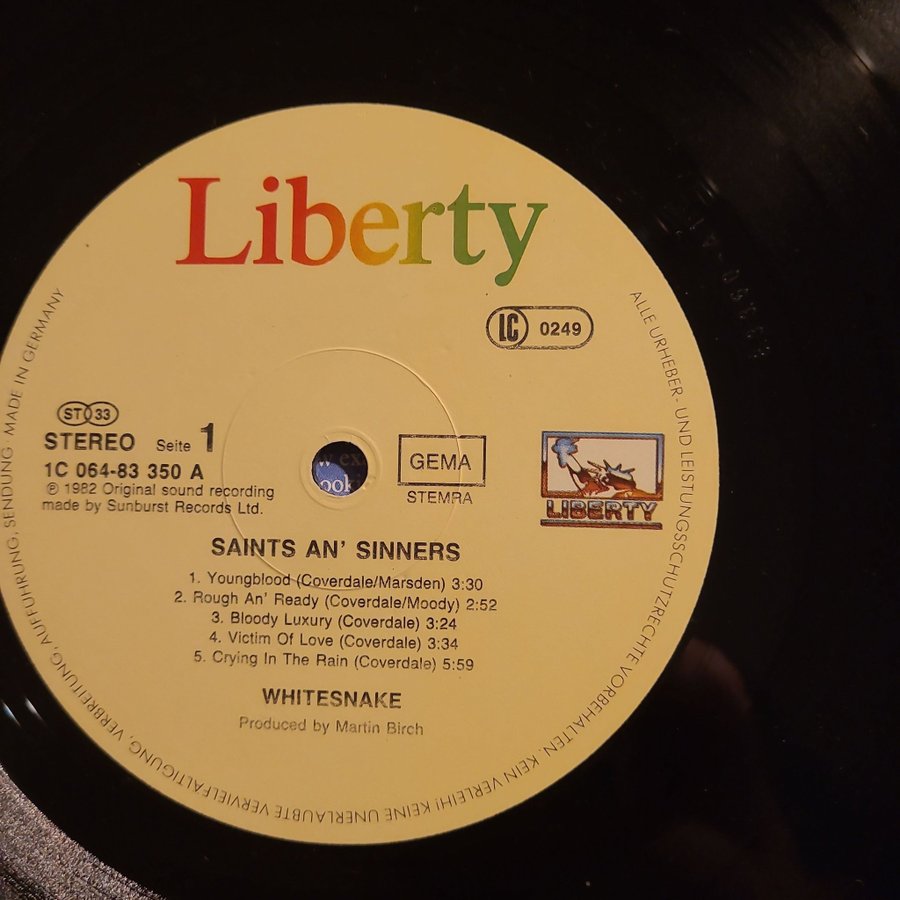 Liberty
LC 0249
ST 33
STEREO Seite 1
1C 064-83 350 A
℗ 1982 Original sound recording
made by Sunburst Records Ltd.
GEMA
STEMRA
LIBERTY
SAINTS AN' SINNERS
1. Youngblood (Coverdale/Marsden) 3:30
2. Rough An' Ready (Coverdale/Moody) 2:52
3. Bloody Luxury (Coverdale) 3:24
4. Victim Of Love (Coverdale) 3:34
5. Crying In The Rain (Coverdale) 5:59
WHITESNAKE
Produced by Martin Birch
ALLE URHEBER- UND LEISTUNGSSCHUTZRECHTE VORBEHALTEN. KEIN VERLEIH! KEINE UNERLAUBTE VERVIELFÄLTIGUNG, VERBREITUNG, AUFFÜHRUNG, SENDUNG · MADE IN GERMANY